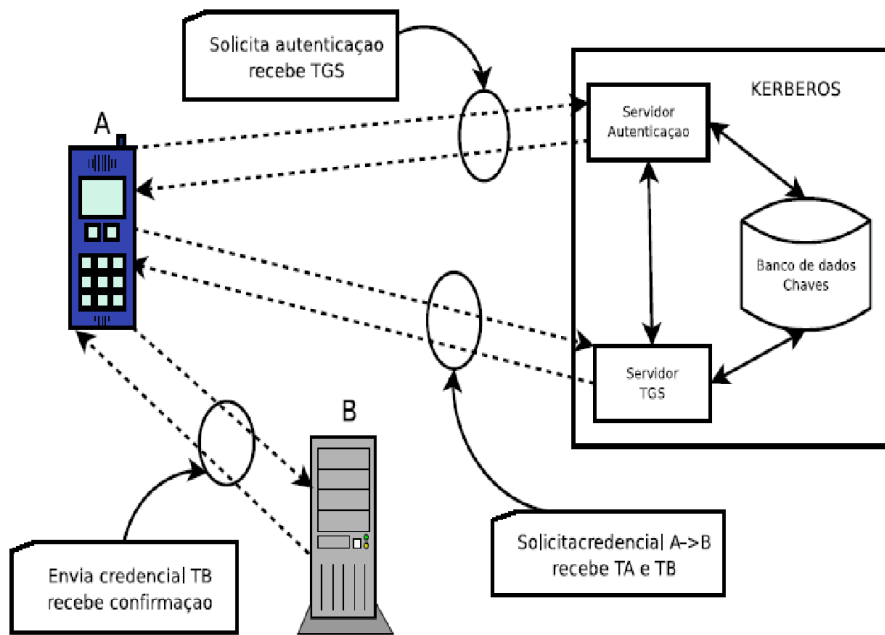 Solicita autenticaçao
recebe TGS
KERBEROS
A
Servidor
Autenticaçao
Banco de dados
Chaves
Servidor
TGS
B
Solicitacredencial A->B
recebe TA e TB
Envia credencial TB
recebe confirmaçao